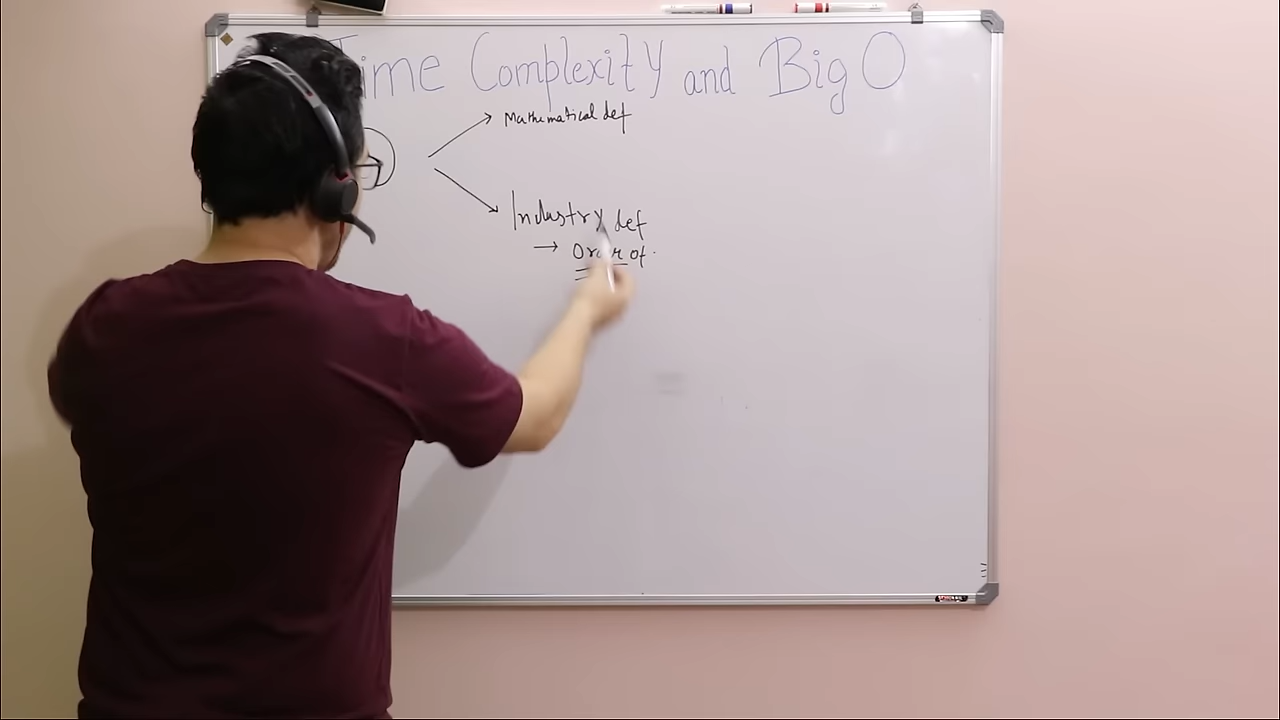 Time Complexity and Big O
Mathematical def
Industry def
→ Order of